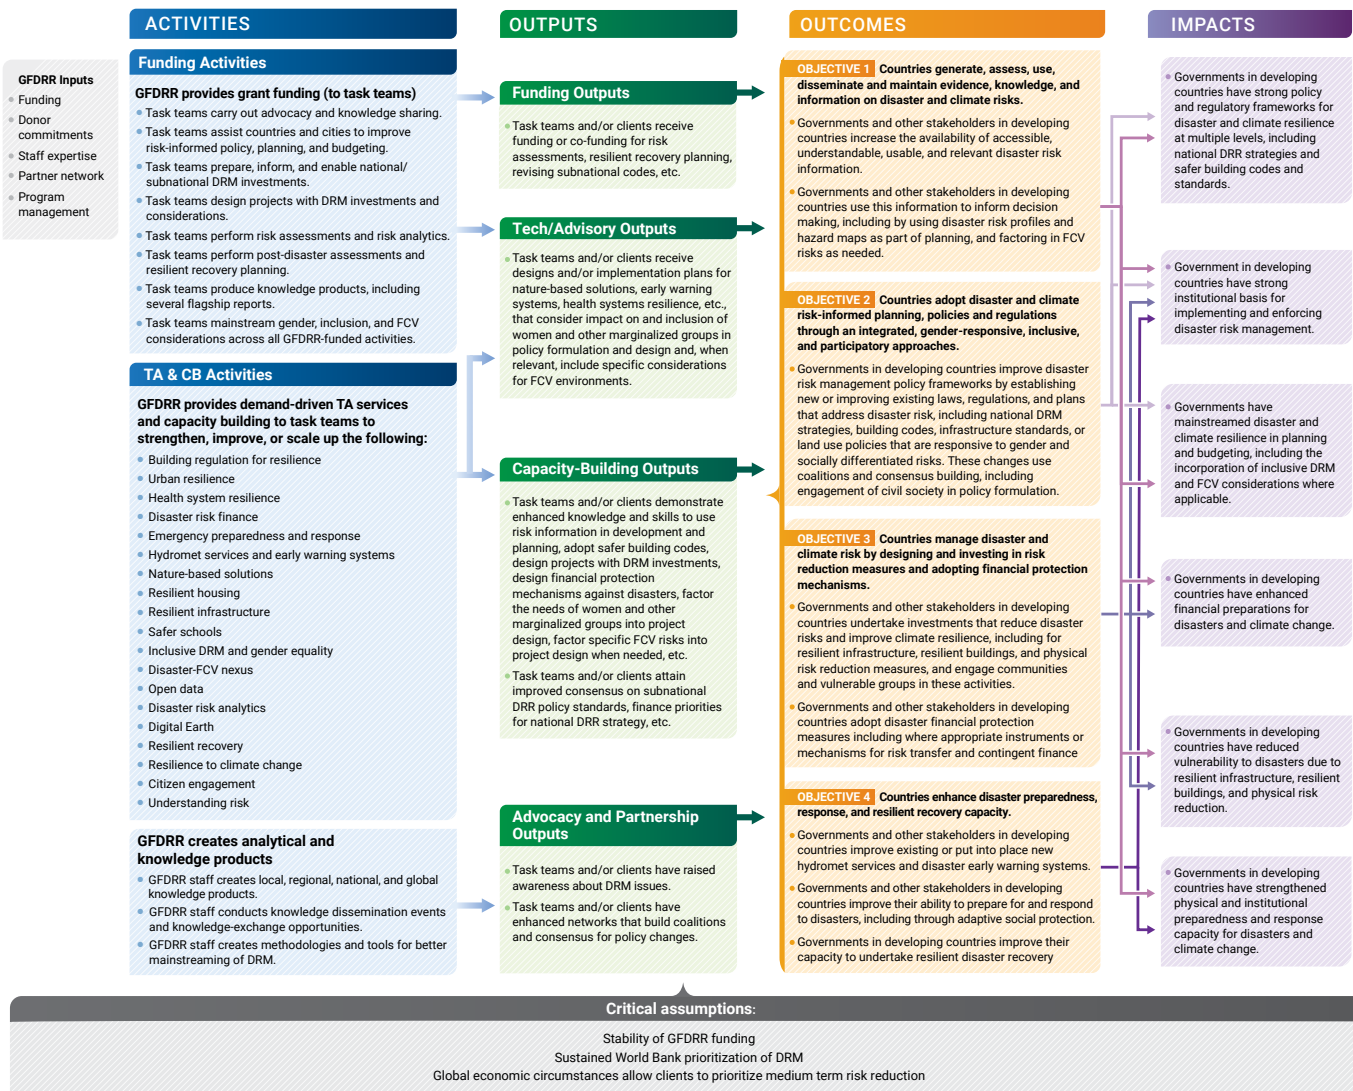 ACTIVITIES
OUTPUTS
OUTCOMES
IMPACTS
GFDRR Inputs
Funding
Donor
commitments
Staff expertise
Partner network
Program
management
Funding Activities
GFDRR provides grant funding (to task teams)
Task teams carry out advocacy and knowledge sharing.
Task teams assist countries and cities to improve
risk-informed policy, planning, and budgeting.
Task teams prepare, inform, and enable national/
subnational DRM investments.
Task teams design projects with DRM investments and
considerations.
Task teams perform risk assessments and risk analytics.
Task teams perform post-disaster assessments and
resilient recovery planning.
Task teams produce knowledge products, including
several flagship reports.
Task teams mainstream gender, inclusion, and FCV
considerations across all GFDRR-funded activities.
TA & CB Activities
GFDRR provides demand-driven TA services
and capacity building to task teams to
strengthen, improve, or scale up the following:
Building regulation for resilience
Urban resilience
Health system resilience
Disaster risk finance
Emergency preparedness and response
Hydromet services and early warning systems
Nature-based solutions
Resilient housing
Resilient infrastructure
Safer schools
Inclusive DRM and gender equality
Disaster-FCV nexus
Open data
Disaster risk analytics
Digital Earth
Resilient recovery
Resilience to climate change
Citizen engagement
Understanding risk
GFDRR creates analytical and
knowledge products
GFDRR staff creates local, regional, national, and global
knowledge products.
GFDRR staff conducts knowledge dissemination events
and knowledge-exchange opportunities.
GFDRR staff creates methodologies and tools for better
mainstreaming of DRM.
Funding Outputs
Task teams and/or clients receive
funding or co-funding for risk
assessments, resilient recovery planning,
revising subnational codes, etc.
Tech/Advisory Outputs
Task teams and/or clients receive
designs and/or implementation plans for
nature-based solutions, early warning
systems, health systems resilience, etc.,
that consider impact on and inclusion of
women and other marginalized groups in
policy formulation and design and, when
relevant, include specific considerations
for FCV environments.
Capacity-Building Outputs
Task teams and/or clients demonstrate
enhanced knowledge and skills to use
risk information in development and
planning, adopt safer building codes,
design projects with DRM investments,
design financial protection
mechanisms against disasters, factor
the needs of women and other
marginalized groups into project
design, factor specific FCV risks into
project design when needed, etc.
Task teams and/or clients attain
improved consensus on subnational
DRR policy standards, finance priorities
for national DRR strategy, etc.
Advocacy and Partnership
Outputs
Task teams and/or clients have raised
awareness about DRM issues.
Task teams and/or clients have
enhanced networks that build coalitions
and consensus for policy changes.
OBJECTIVE 1 Countries generate, assess, use,
disseminate and maintain evidence, knowledge, and
information on disaster and climate risks.
Governments and other stakeholders in developing
countries increase the availability of accessible,
understandable, usable, and relevant disaster risk
information.
Governments and other stakeholders in developing
countries use this information to inform decision
making, including by using disaster risk profiles and
hazard maps as part of planning, and factoring in FCV
risks as needed.
OBJECTIVE 2 Countries adopt disaster and climate
risk-informed planning, policies and regulations
through an integrated, gender-responsive, inclusive,
and participatory approaches.
Governments in developing countries improve disaster
risk management policy frameworks by establishing
new or improving existing laws, regulations, and plans
that address disaster risk, including national DRM
strategies, building codes, infrastructure standards, or
land use policies that are responsive to gender and
socially differentiated risks. These changes use
coalitions and consensus building, including
engagement of civil society in policy formulation.
OBJECTIVE 3 Countries manage disaster and
climate risk by designing and investing in risk
reduction measures and adopting financial protection
mechanisms.
Governments and other stakeholders in developing
countries undertake investments that reduce disaster
risks and improve climate resilience, including for
resilient infrastructure, resilient buildings, and physical
risk reduction measures, and engage communities
and vulnerable groups in these activities.
Governments and other stakeholders in developing
countries adopt disaster financial protection
measures including where appropriate instruments or
mechanisms for risk transfer and contingent finance
OBJECTIVE 4 Countries enhance disaster preparedness,
response, and resilient recovery capacity.
Governments and other stakeholders in developing
countries improve existing or put into place new
hydromet services and disaster early warning systems.
Governments and other stakeholders in developing
countries improve their ability to prepare for and respond
to disasters, including through adaptive social protection.
Governments in developing countries improve their
capacity to undertake resilient disaster recovery
Governments in developing
countries have strong policy
and regulatory frameworks for
disaster and climate resilience
at multiple levels, including
national DRR strategies and
safer building codes and
standards.
Government in developing
countries have strong
institutional basis for
implementing and enforcing
disaster risk management.
Governments have
mainstreamed disaster and
climate resilience in planning
and budgeting, including the
incorporation of inclusive DRM
and FCV considerations where
applicable.
Governments in developing
countries have enhanced
financial preparations for
disasters and climate change.
Governments in developing
countries have reduced
vulnerability to disasters due to
resilient infrastructure, resilient
buildings, and physical risk
reduction.
Governments in developing
countries have strengthened
physical and institutional
preparedness and response
capacity for disasters and
climate change.
Critical assumptions:
Stability of GFDRR funding
Sustained World Bank prioritization of DRM
Global economic circumstances allow clients to prioritize medium term risk reduction